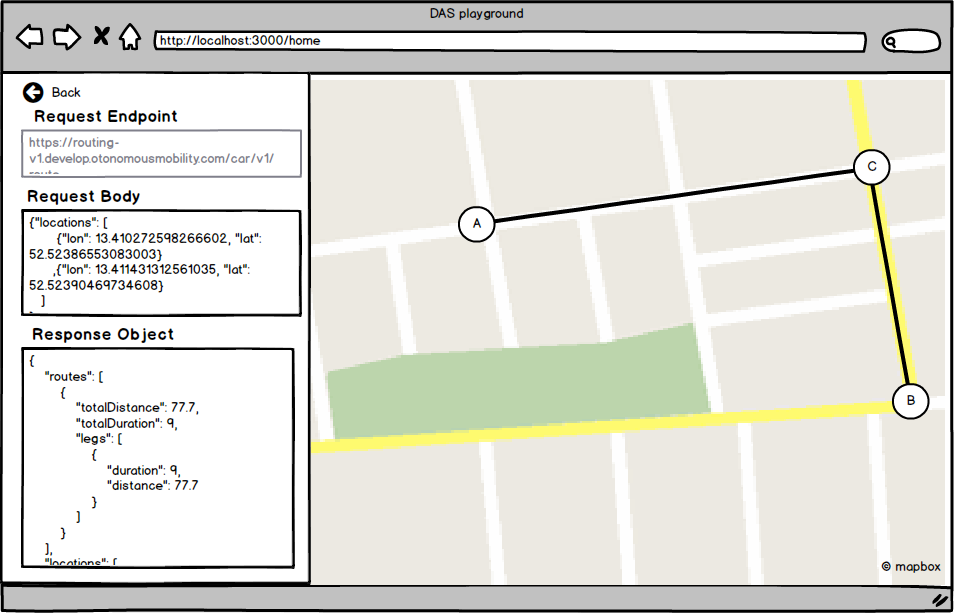 DAS playground
http://localhost:3000/home
Back
Request Endpoint
https://routing-
v1.develop.otonomousmobility.com/car/v1/
route
Request Body
{"locations": [
{"lon": 13.410272598266602, "lat":
52.52386553083003}
,{"lon": 13.411431312561035, "lat":
52.52390469734608}
]
Response Object
{
"routes": [
{
"totalDistance": 77.7,
"totalDuration": 9,
"legs": [
{
"duration": 9,
"distance": 77.7
}
]
}
],
"locations": [
A
C
B
© mapbox